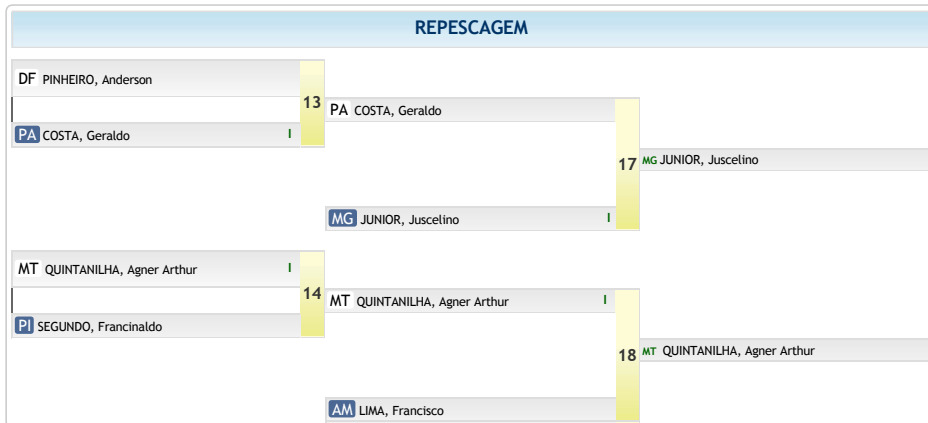 REPESCAGEM
DF PINHEIRO, Anderson
13
PA COSTA, Geraldo I
PA COSTA, Geraldo
17
MG JUNIOR, Juscelino I
MG JUNIOR, Juscelino
MT QUINTANILHA, Agner Arthur I
14
PI SEGUNDO, Francinaldo
MT QUINTANILHA, Agner Arthur I
18
AM LIMA, Francisco
MT QUINTANILHA, Agner Arthur